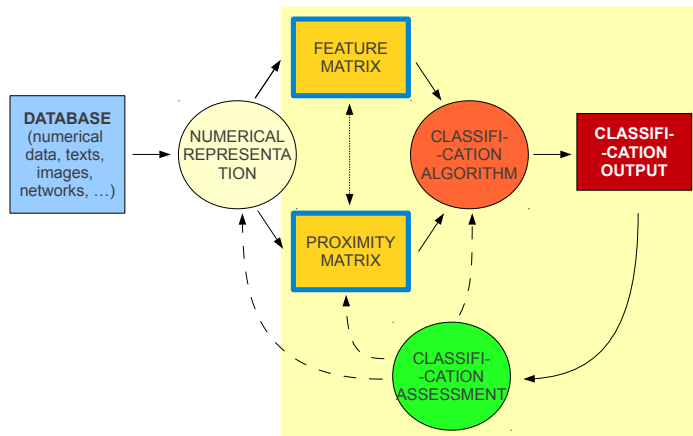 DATABASE
(numerical
data, texts,
images,
networks, …)
NUMERICAL
REPRESENTA
TION
FEATURE
MATRIX
PROXIMITY
MATRIX
CLASSIFI-
-CATION
ALGORITHM
CLASSIFI-
-CATION
OUTPUT
CLASSIFI-
-CATION
ASSESSMENT